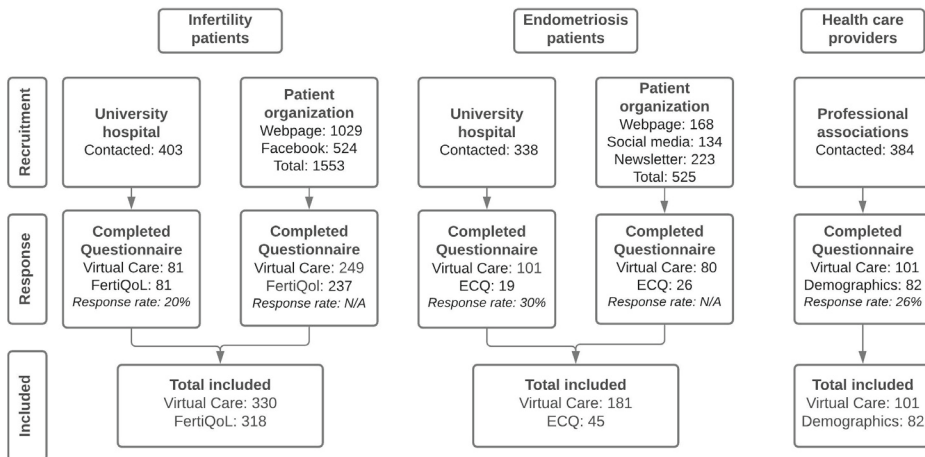 Infertility
patients
Endometriosis
patients
Health care
providers
Recruitment
University
hospital
Contacted: 403
Patient
organization
Webpage: 1029
Facebook: 524
Total: 1553
University
hospital
Contacted: 338
Patient
organization
Webpage: 168
Social media: 134
Newsletter: 223
Total: 525
Professional
associations
Contacted: 384
Response
Completed
Questionnaire
Virtual Care: 81
FertiQoL: 81
Response rate: 20%
Completed
Questionnaire
Virtual Care: 249
FertiQol: 237
Response rate: N/A
Completed
Questionnaire
Virtual Care: 101
ECQ: 19
Response rate: 30%
Completed
Questionnaire
Virtual Care: 80
ECQ: 26
Response rate: N/A
Completed
Questionnaire
Virtual Care: 101
Demographics: 82
Response rate: 26%
Included
Total included
Virtual Care: 330
FertiQoL: 318
Total included
Virtual Care: 181
ECQ: 45
Total included
Virtual Care: 101
Demographics: 82